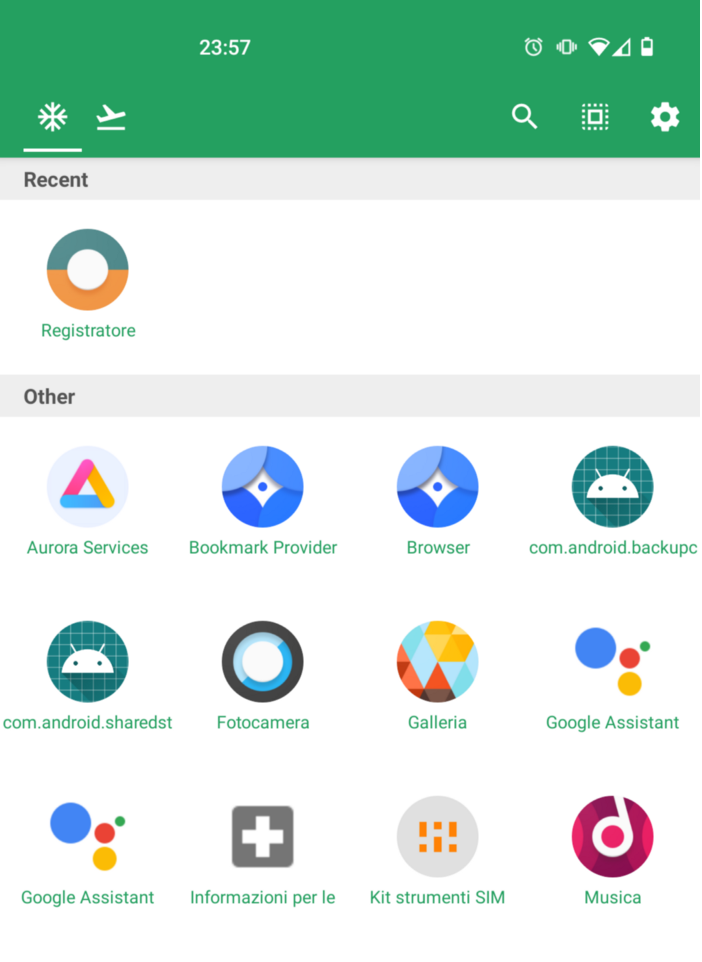 23:57
Recent
Registratore
Other
Aurora Services
Bookmark Provider
Browser
com.android.backupc
com.android.sharedst
Fotocamera
Galleria
Google Assistant
Google Assistant
Informazioni per le
Kit strumenti SIM
Musica